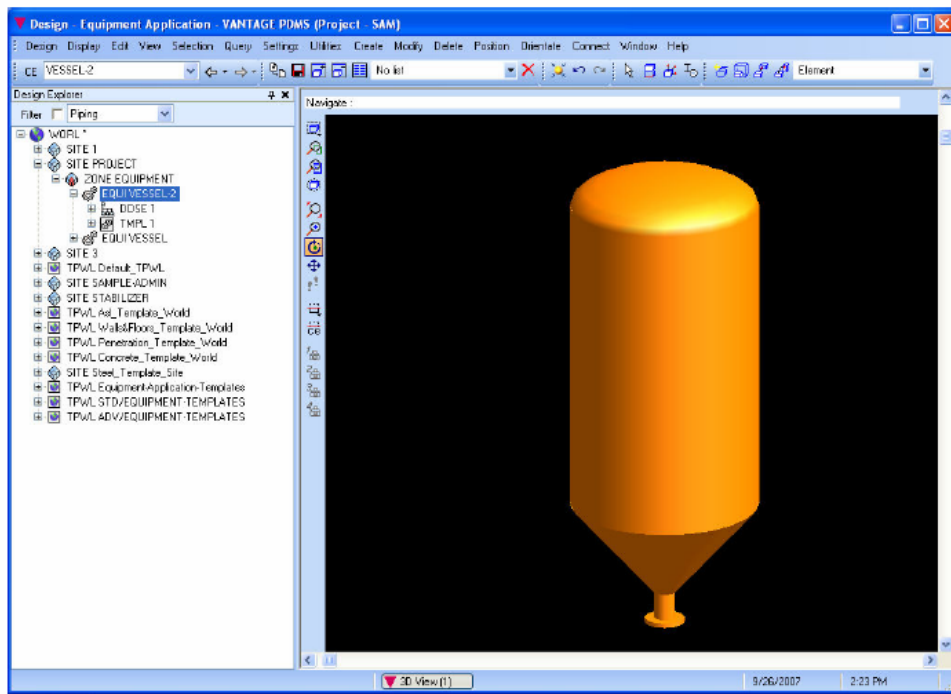 Design - Equipment Application - VANTAGE PDMS (Project - SAM)
Design Display Edit View Selection Query Settings Utilities Create Modify Delete Position Orientate Connect Window Help
CE VESSEL-2 No list Element
Design Explorer
Filter Piping
Navigate :
WORL *
SITE 1
SITE PROJECT
ZONE EQUIPMENT
EQUI VESSEL-2
DDSE 1
TMPL 1
EQUI VESSEL
SITE 3
TPWL Default_TPWL
SITE SAMPLE-ADMIN
SITE STABILIZER
TPWL Asl_Template_World
TPWL Walls&Floors_Template_World
TPWL Penetration_Template_World
TPWL Concrete_Template_World
SITE Steel_Template_Site
TPWL Equipment-Application-Templates
TPWL STD/EQUIPMENT-TEMPLATES
TPWL ADV/EQUIPMENT-TEMPLATES
CE
3D View (1)
9/26/2007 2:23 PM